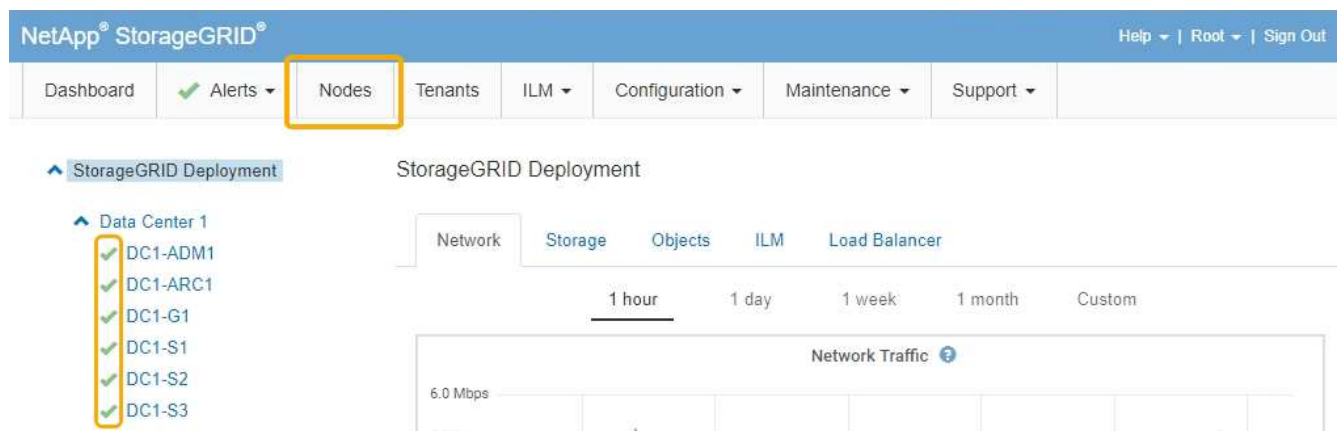 NetApp® StorageGRID®
Help | Root | Sign Out
Dashboard Alerts Nodes Tenants ILM Configuration Maintenance Support
StorageGRID Deployment
StorageGRID Deployment
Data Center 1
Network Storage Objects ILM Load Balancer
DC1-ADM1
DC1-ARC1
1 hour 1 day 1 week 1 month Custom
DC1-G1
DC1-S1
Network Traffic
DC1-S2
6.0 Mbps
DC1-S3